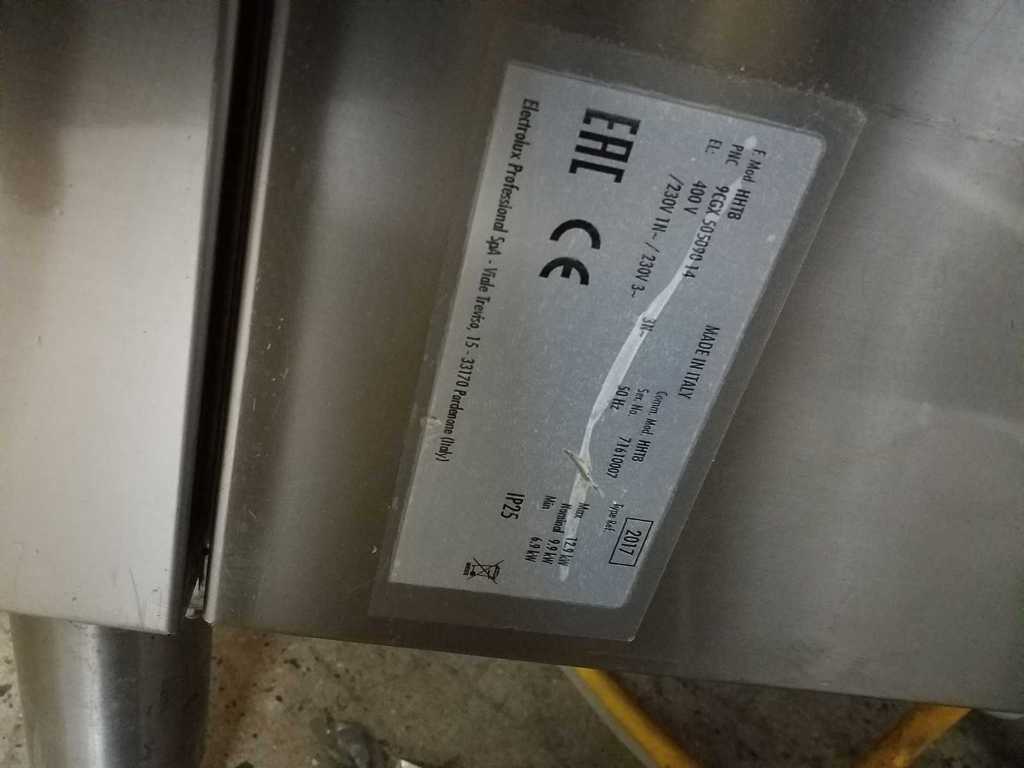 F. Mod. HHTB
Comm. Mod. HHTB
2017
PNC 9CGX 505090 14
Ser. No. 71610007
Type Ref.
EL: 400 V 3N~ 50 Hz Max 12.9 kW
/230V 1N~ / 230V 3~ Nominal 9.9 kW
Min 6.9 kW
MADE IN ITALY
EAC
CE
IP25
Electrolux Professional SpA - Viale Treviso, 15 - 33170 Pordenone (Italy)